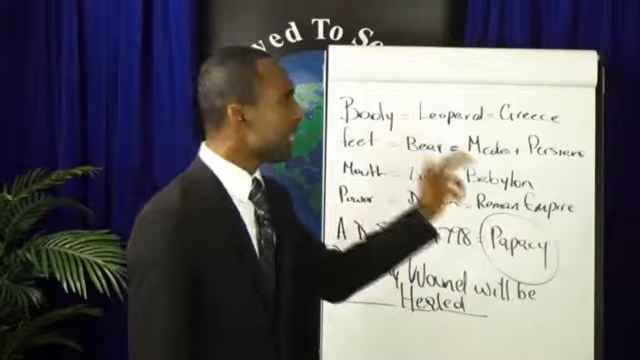 ved To S
Body = Leopard = Greece
feet = Bear = Medes + Persians
Mouth = Babylon
Power = Roman Empire
A.D. 1798 = Papacy
Wound will be
Healed